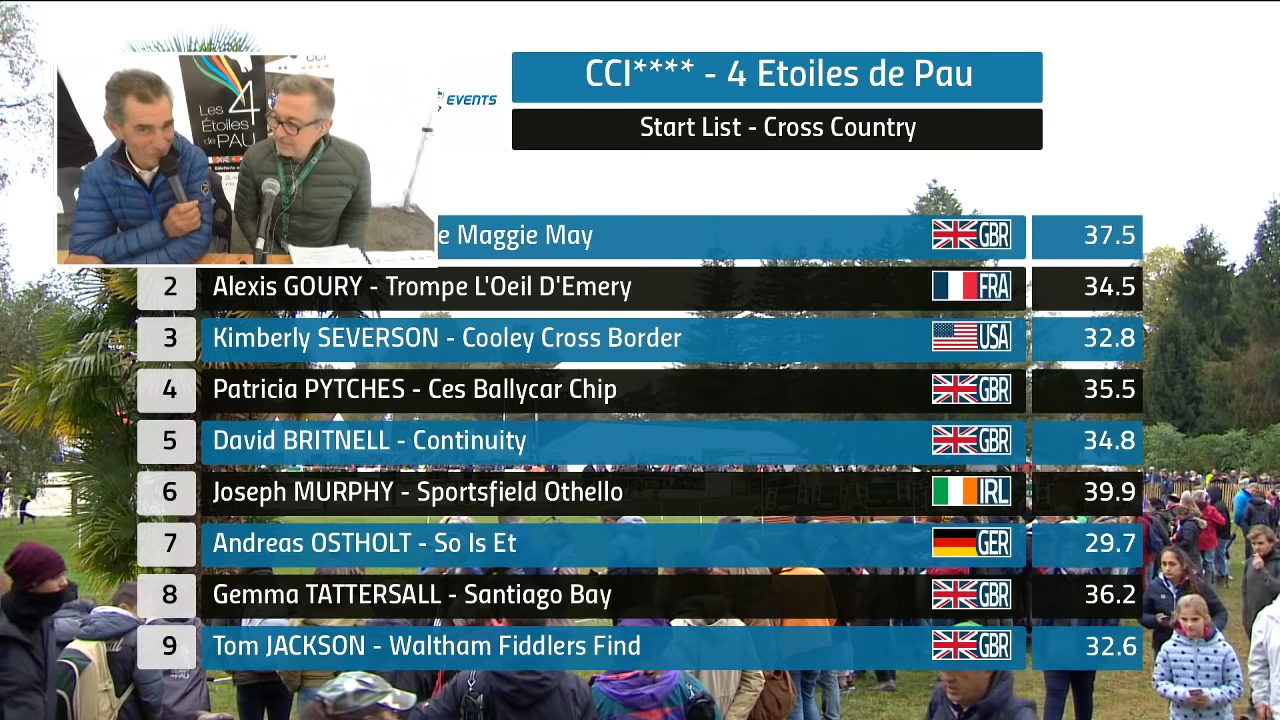 CCI**** - 4 Etoiles de Pau
Start List - Cross Country
EVENTS
Les 4
Étoiles
de PAU
e Maggie May GBR 37.5
2 Alexis GOURY - Trompe L'Oeil D'Emery FRA 34.5
3 Kimberly SEVERSON - Cooley Cross Border USA 32.8
4 Patricia PYTCHES - Ces Ballycar Chip GBR 35.5
5 David BRITNELL - Continuity GBR 34.8
6 Joseph MURPHY - Sportsfield Othello IRL 39.9
7 Andreas OSTHOLT - So Is Et GER 29.7
8 Gemma TATTERSALL - Santiago Bay GBR 36.2
9 Tom JACKSON - Waltham Fiddlers Find GBR 32.6